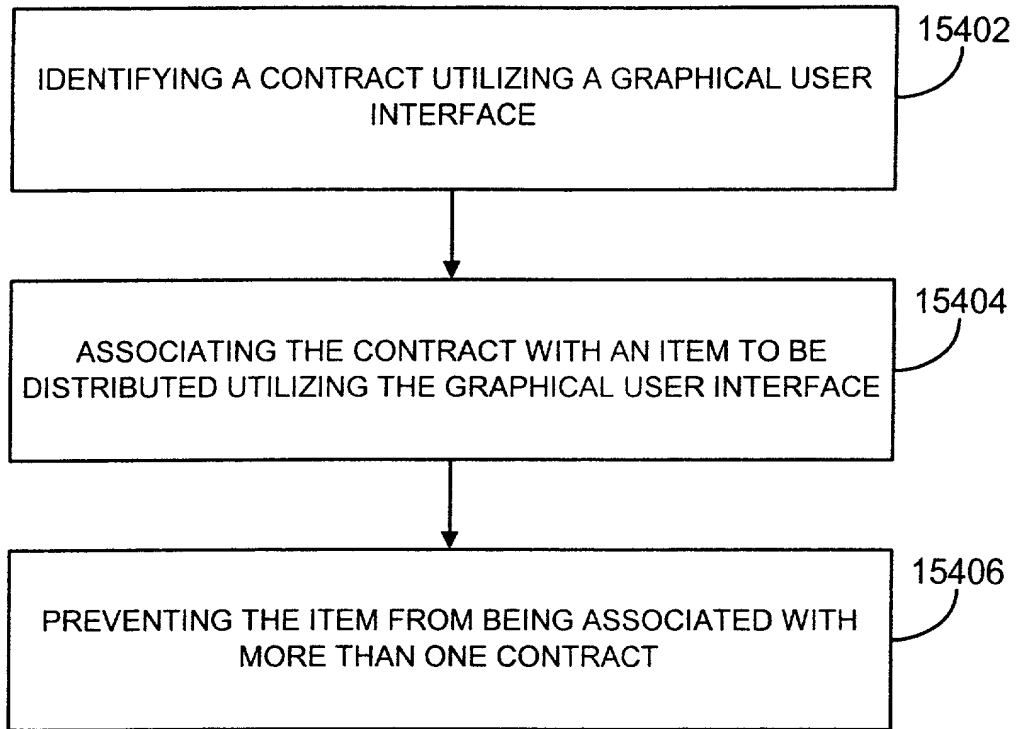 15402
IDENTIFYING A CONTRACT UTILIZING A GRAPHICAL USER
INTERFACE
15404
ASSOCIATING THE CONTRACT WITH AN ITEM TO BE
DISTRIBUTED UTILIZING THE GRAPHICAL USER INTERFACE
15406
PREVENTING THE ITEM FROM BEING ASSOCIATED WITH
MORE THAN ONE CONTRACT